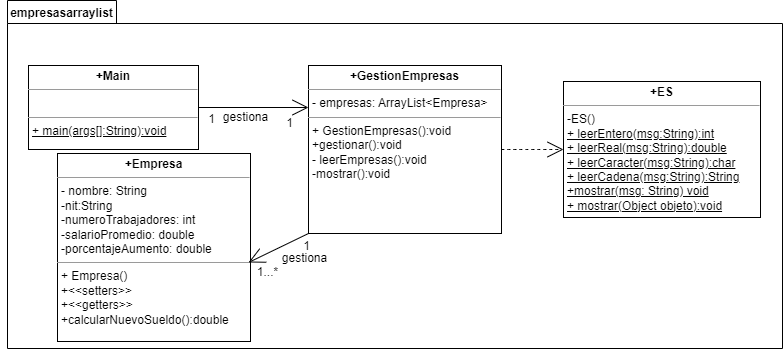 empresasarraylist
+Main
+ main(args[]:String):void
1 gestiona 1
+GestionEmpresas
- empresas: ArrayList<Empresa>
+ GestionEmpresas():void
+gestionar():void
- leerEmpresas():void
-mostrar():void
+ES
-ES()
+ leerEntero(msg:String):int
+ leerReal(msg:String):double
+ leerCaracter(msg:String):char
+ leerCadena(msg:String):String
+mostrar(msg: String) void
+ mostrar(Object objeto):void
+Empresa
- nombre: String
-nit:String
-numeroTrabajadores: int
-salarioPromedio: double
-porcentajeAumento: double
+ Empresa()
+<<setters>>
+<<getters>>
+calcularNuevoSueldo():double
1
gestiona
1...*